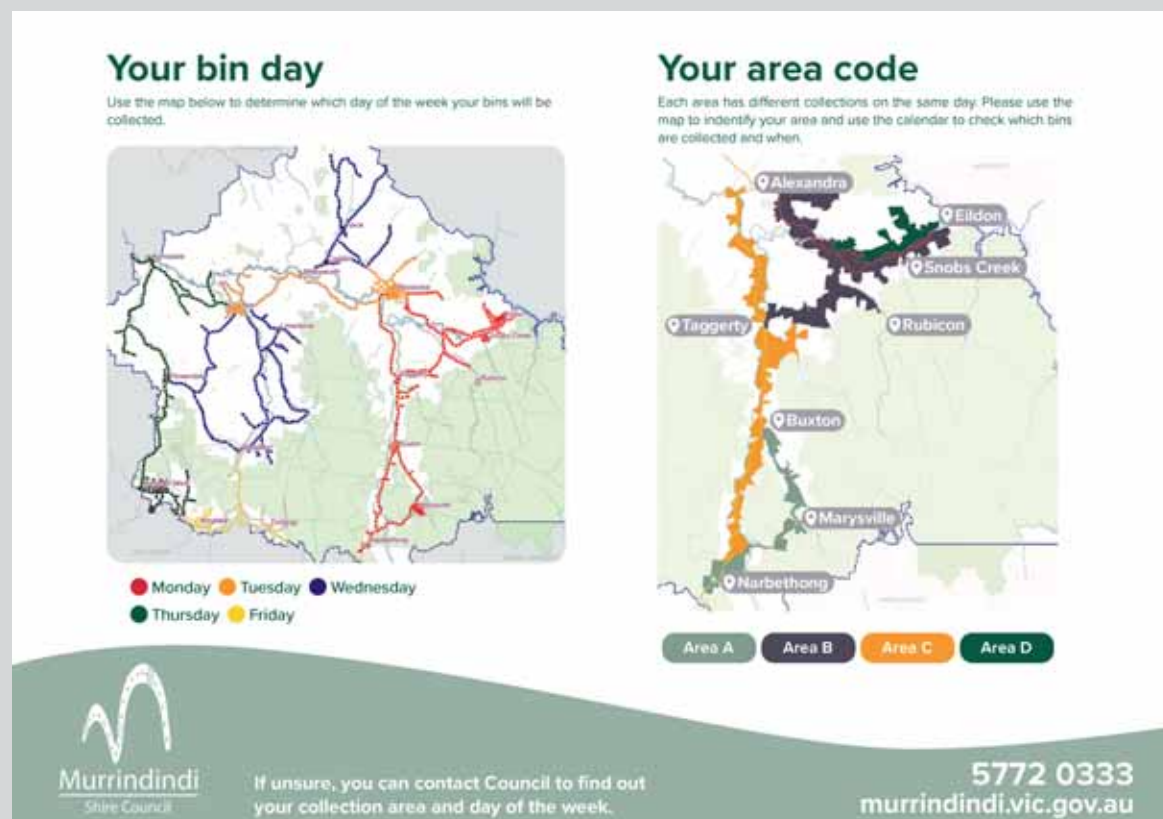 Your bin day
Use the map below to determine which day of the week your bins will be
collected.
Monday
Tuesday
Wednesday
Thursday
Friday
Your area code
Each area has different collections on the same day. Please use the
map to indentify your area and use the calendar to check which bins
are collected and when.
Alexandra
Eildon
Snobs Creek
Taggerty
Rubicon
Buxton
Marysville
Narbethong
Area A
Area B
Area C
Area D
Murrindindi
Shire Council
If unsure, you can contact Council to find out
your collection area and day of the week.
5772 0333
murrindindi.vic.gov.au